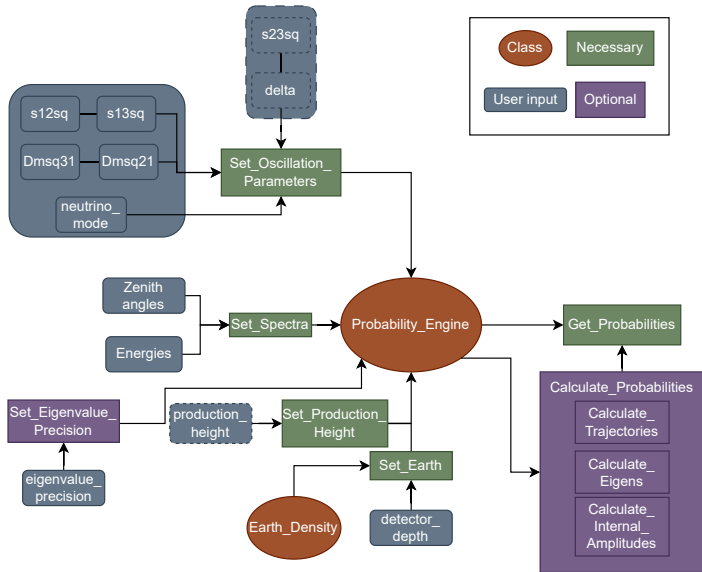 s23sq
delta
Class
Necessary
User input
Optional
s12sq
s13sq
Dmsq31
Dmsq21
neutrino_
mode
Set_Oscillation_
Parameters
Zenith
angles
Energies
Set_Spectra
Probability_Engine
Get_Probabilities
Set_Eigenvalue_
Precision
eigenvalue_
precision
production_
height
Set_Production_
Height
Set_Earth
Earth_Density
detector_
depth
Calculate_Probabilities
Calculate_
Trajectories
Calculate_
Eigens
Calculate_
Internal_
Amplitudes